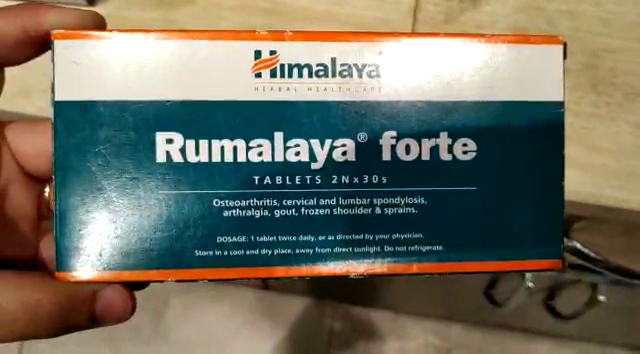 Himalaya
HERBAL HEALTHCARE
Rumalaya® forte
TABLETS 2Nx30s
Osteoarthritis, cervical and lumbar spondylosis,
arthralgia, gout, frozen shoulder & sprains.
DOSAGE: 1 tablet twice daily, or as directed by your physician.
Store in a cool and dry place, away from direct sunlight. Do not refrigerate.